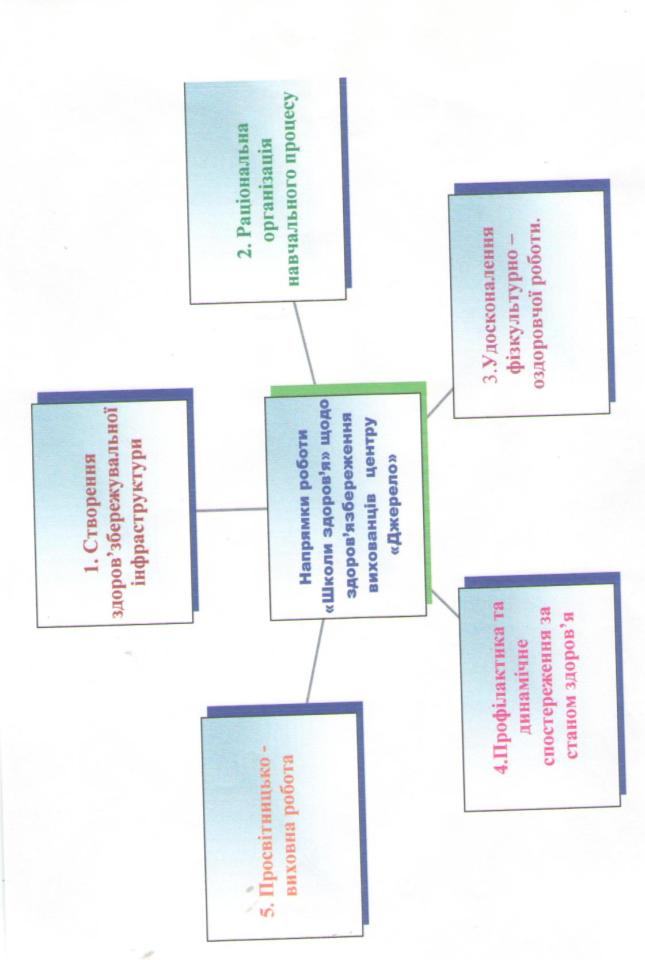 1. Створення
здоров’збережувальної
інфраструктури
2. Раціональна
організація
навчального процесу
Напрямки роботи
«Школи здоров’я» щодо
здоров’язбереження
вихованців центру
«Джерело»
3.Удосконалення
фізкультурно –
оздоровчої роботи.
4.Профілактика та
динамічне
спостереження за
станом здоров’я
5. Просвітницько -
виховна робота